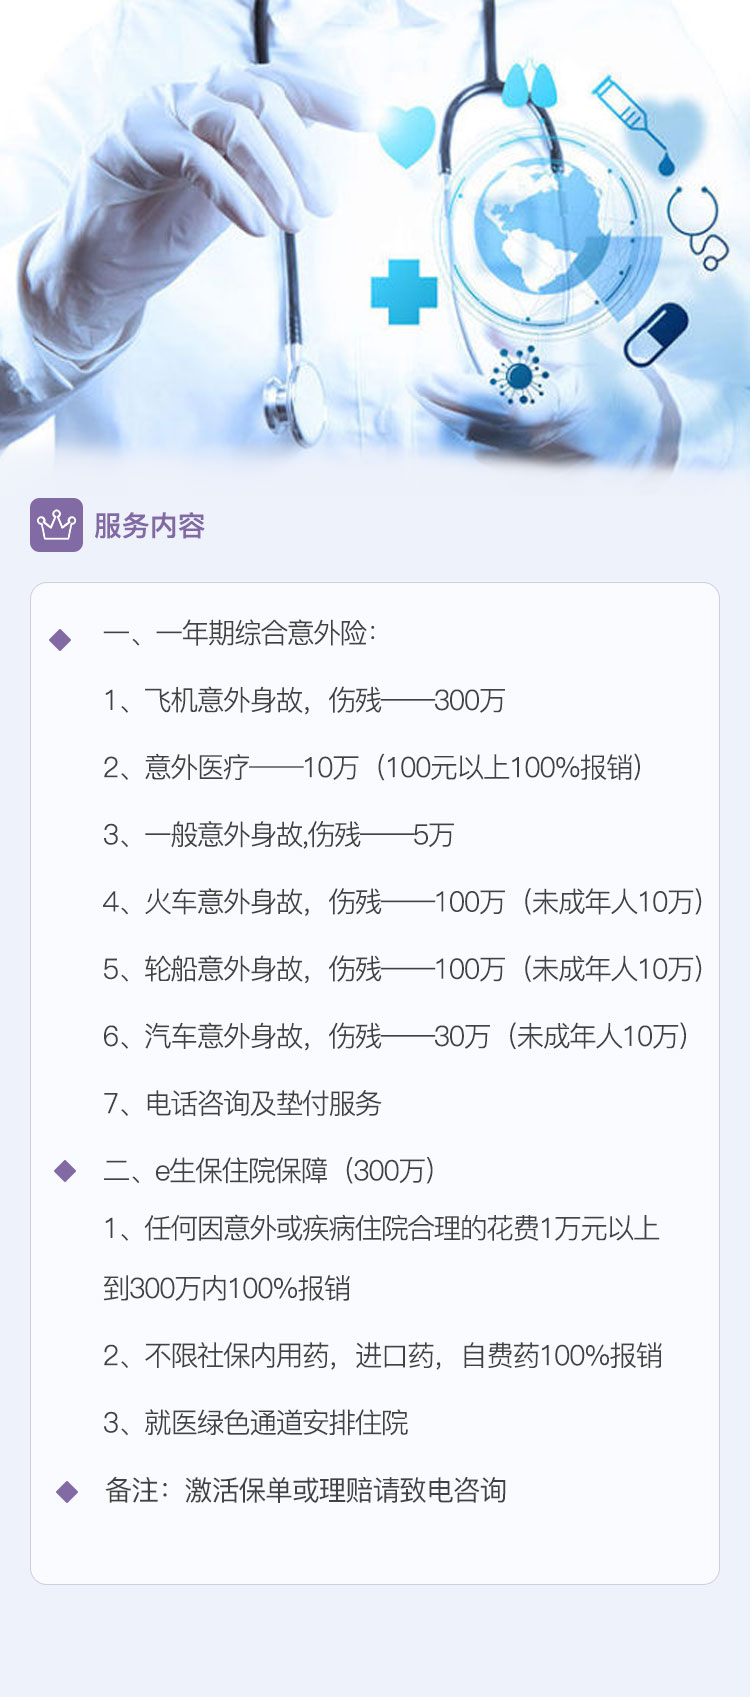 服务内容
一、一年期综合意外险：
1、飞机意外身故，伤残——300万
2、意外医疗——10万（100元以上100%报销）
3、一般意外身故,伤残——5万
4、火车意外身故，伤残——100万（未成年人10万）
5、轮船意外身故，伤残——100万（未成年人10万）
6、汽车意外身故，伤残——30万（未成年人10万）
7、电话咨询及垫付服务
二、e生保住院保障（300万）
1、任何因意外或疾病住院合理的花费1万元以上
到300万内100%报销
2、不限社保内用药，进口药，自费药100%报销
3、就医绿色通道安排住院
备注：激活保单或理赔请致电咨询